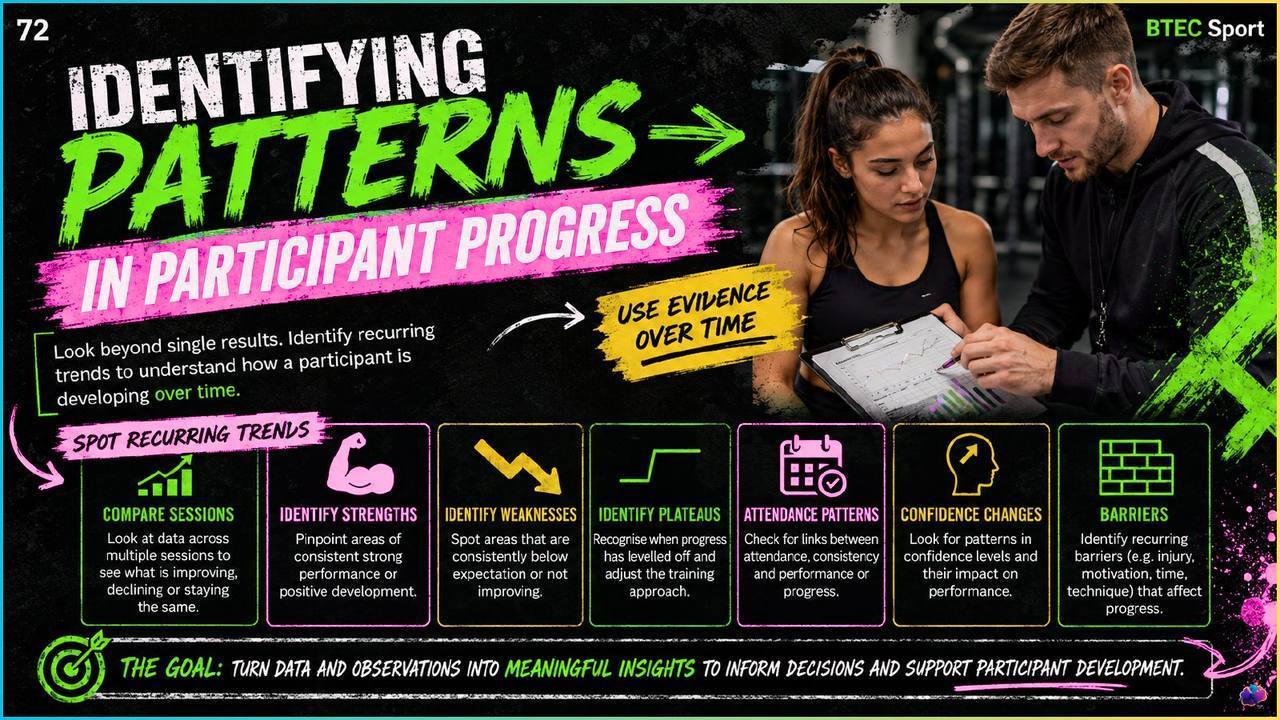 72
BTEC Sport
IDENTIFYING
PATTERNS
IN PARTICIPANT PROGRESS
Look beyond single results. Identify recurring
trends to understand how a participant is
developing over time.
USE EVIDENCE
OVER TIME
SPOT RECURRING TRENDS
COMPARE SESSIONS
Look at data across
multiple sessions to
see what is improving,
declining or staying
the same.
IDENTIFY STRENGTHS
Pinpoint areas of
consistent strong
performance or
positive development.
IDENTIFY WEAKNESSES
Spot areas that are
consistently below
expectation or not
improving.
IDENTIFY PLATEAUS
Recognise when progress
has levelled off and
adjust the training
approach.
ATTENDANCE PATTERNS
Check for links between
attendance, consistency
and performance or
progress.
CONFIDENCE CHANGES
Look for patterns in
confidence levels and
their impact on
performance.
BARRIERS
Identify recurring
barriers (e.g. injury,
motivation, time,
technique) that affect
progress.
THE GOAL: TURN DATA AND OBSERVATIONS INTO MEANINGFUL INSIGHTS TO INFORM DECISIONS AND SUPPORT PARTICIPANT DEVELOPMENT.